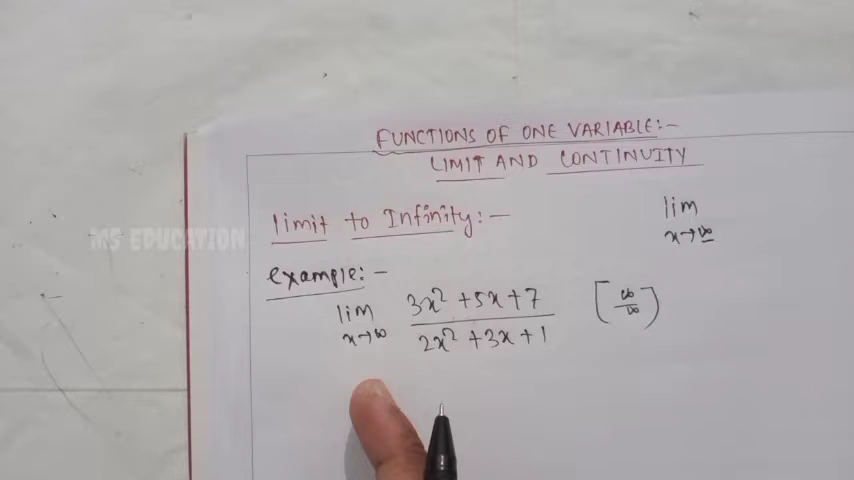 FUNCTIONS OF ONE VARIABLE:-
LIMIT AND CONTINUITY
limit to Infinity:-
lim
x→∞
MS EDUCATION
example:-
lim x→∞ (3x² + 5x + 7) / (2x² + 3x + 1) [∞/∞]